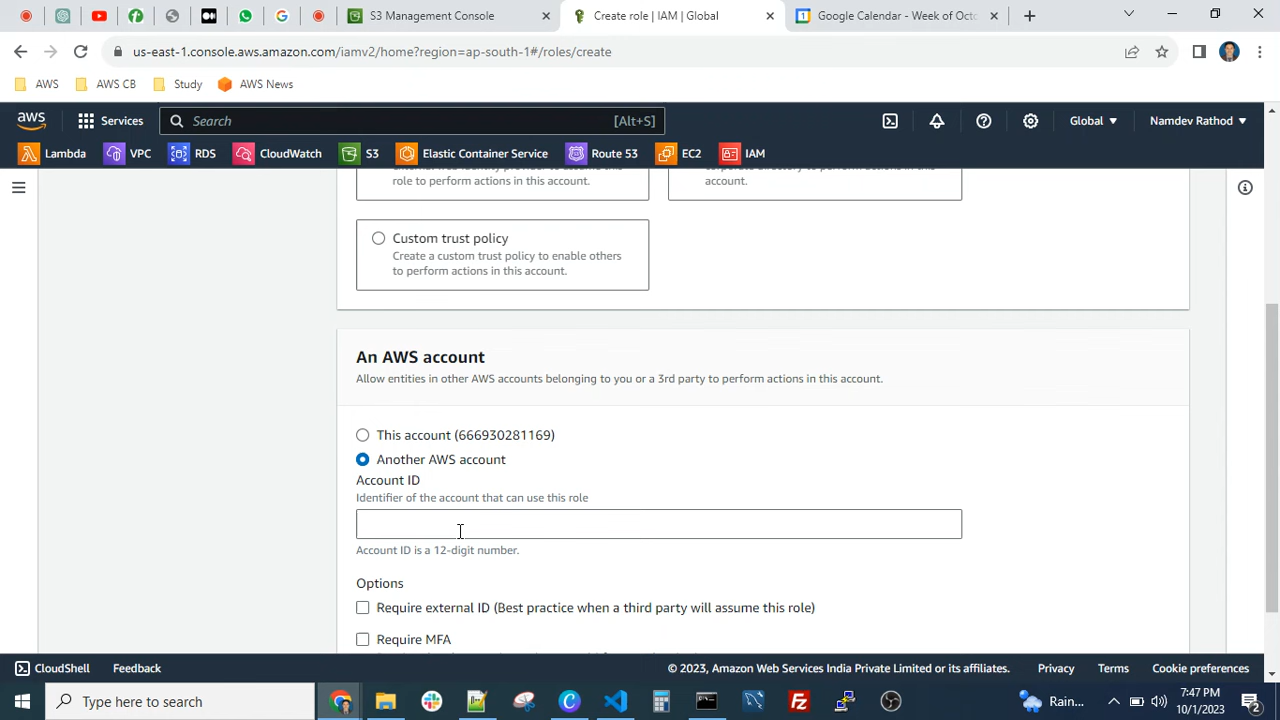 S3 Management Console
Create role | IAM | Global
Google Calendar - Week of Octo
us-east-1.console.aws.amazon.com/iamv2/home?region=ap-south-1#/roles/create
AWS
AWS CB
Study
AWS News
aws
Services
Search
[Alt+S]
Global
Namdev Rathod
Lambda
VPC
RDS
CloudWatch
S3
Elastic Container Service
Route 53
EC2
IAM
role to perform actions in this account.
account.
Custom trust policy
Create a custom trust policy to enable others
to perform actions in this account.
An AWS account
Allow entities in other AWS accounts belonging to you or a 3rd party to perform actions in this account.
This account (666930281169)
Another AWS account
Account ID
Identifier of the account that can use this role
Account ID is a 12-digit number.
Options
Require external ID (Best practice when a third party will assume this role)
Require MFA
CloudShell
Feedback
© 2023, Amazon Web Services India Private Limited or its affiliates.
Privacy
Terms
Cookie preferences
Type here to search
Rain...
7:47 PM
10/1/2023
2